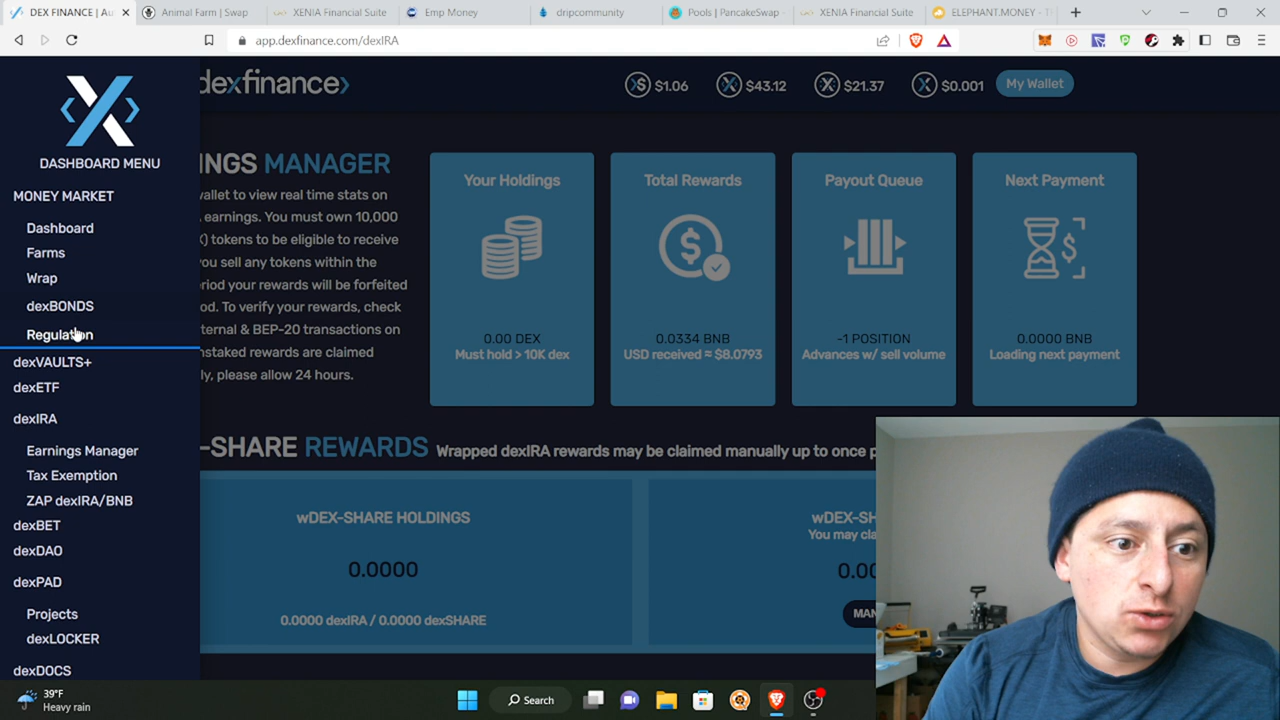 DEX FINANCE | Au
Animal Farm | Swap
XENIA Financial Suite
Emp Money
dripcommunity
Pools | PancakeSwap
XENIA Financial Suite
ELEPHANT.MONEY - T
app.dexfinance.com/dexIRA
dexfinance
$1.06
$43.12
$21.37
$0.001
My Wallet
DASHBOARD MENU
MONEY MARKET
Dashboard
Farms
Wrap
dexBONDS
Regulation
dexVAULTS+
dexETF
dexIRA
Earnings Manager
Tax Exemption
ZAP dexIRA/BNB
dexBET
dexDAO
dexPAD
Projects
dexLOCKER
dexDOCS
INGS MANAGER
wallet to view real time stats on
A earnings. You must own 10,000
X) tokens to be eligible to receive
you sell any tokens within the
period your rewards will be forfeited
od. To verify your rewards, check
ternal & BEP-20 transactions on
nstaked rewards are claimed
ly, please allow 24 hours.
Your Holdings
0.00 DEX
Must hold > 10K dex
Total Rewards
0.0334 BNB
USD received ≈ $8.0793
Payout Queue
-1 POSITION
Advances w/ sell volume
Next Payment
0.0000 BNB
Loading next payment
-SHARE REWARDS Wrapped dexIRA rewards may be claimed manually up to once p
wDEX-SHARE HOLDINGS
0.0000
0.0000 dexIRA / 0.0000 dexSHARE
wDEX-S
You may cla
0.00
MAN
39°F
Heavy rain
Search